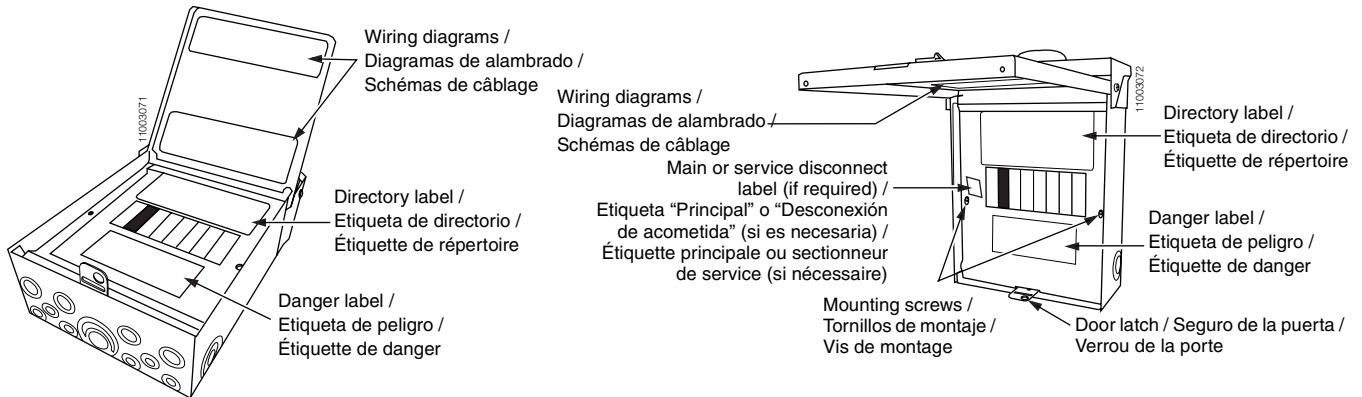 Wiring diagrams /
Diagramas de alambrado /
Schémas de câblage
11003071
Directory label /
Etiqueta de directorio /
Étiquette de répertoire
Danger label /
Etiqueta de peligro /
Étiquette de danger
Wiring diagrams /
Diagramas de alambrado /
Schémas de câblage
Main or service disconnect
label (if required) /
Etiqueta “Principal” o “Desconexión
de acometida” (si es necesaria) /
Étiquette principale ou sectionneur
de service (si nécessaire)
Mounting screws /
Tornillos de montaje /
Vis de montage
11003072
Directory label /
Etiqueta de directorio /
Étiquette de répertoire
Danger label /
Etiqueta de peligro /
Étiquette de danger
Door latch / Seguro de la puerta /
Verrou de la porte